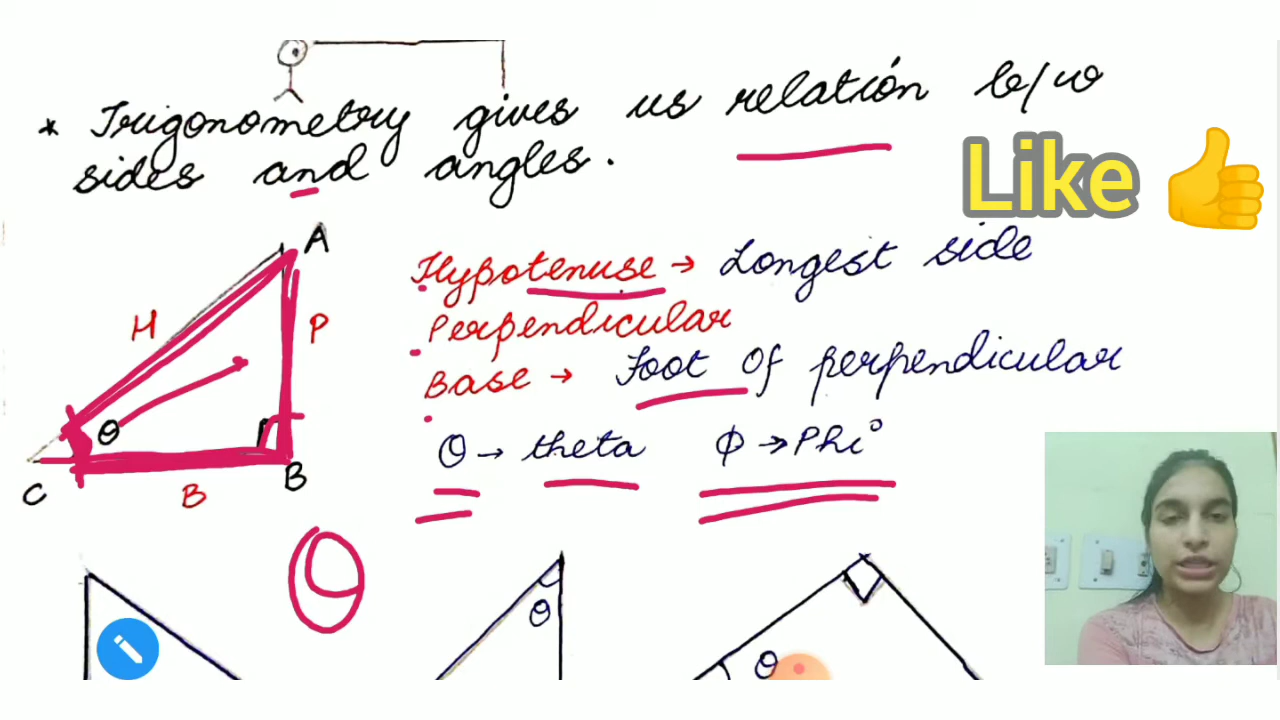 * Trigonometry gives us relation b/w
sides and angles.
Like
A
H
P
θ
C
B
B
Hypotenuse → Longest side
Perpendicular
Base → Foot of perpendicular
θ → theta φ → Phi
θ
θ
θ